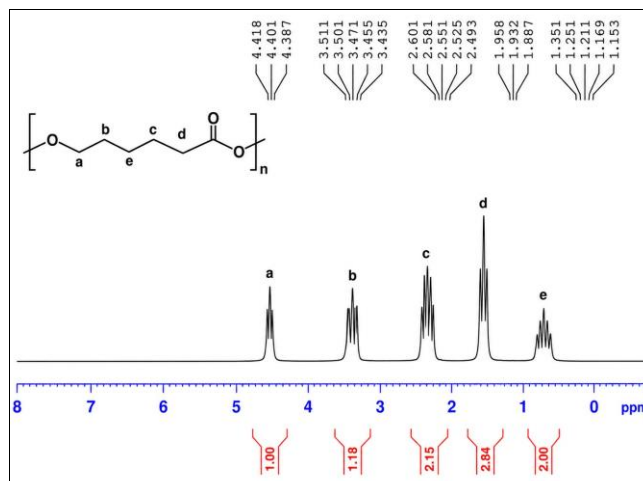 4.418
4.401
4.387
3.511
3.501
3.471
3.455
3.435
2.601
2.581
2.551
2.525
2.493
1.958
1.932
1.887
1.351
1.251
1.211
1.169
1.153
O
b
c
d
O
O
a
e
n
a
b
c
d
e
8 7 6 5 4 3 2 1 0 ppm
1.00
1.18
2.15
2.84
2.00